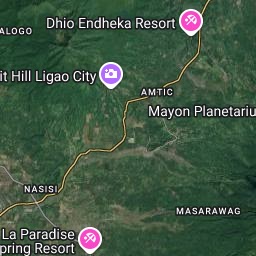 Dhio Endheka Resort
ALOGO
it Hill Ligao City
AMTIC
Mayon Planetariu
NASISI
MASARAWAG
La Paradise
pring Resort